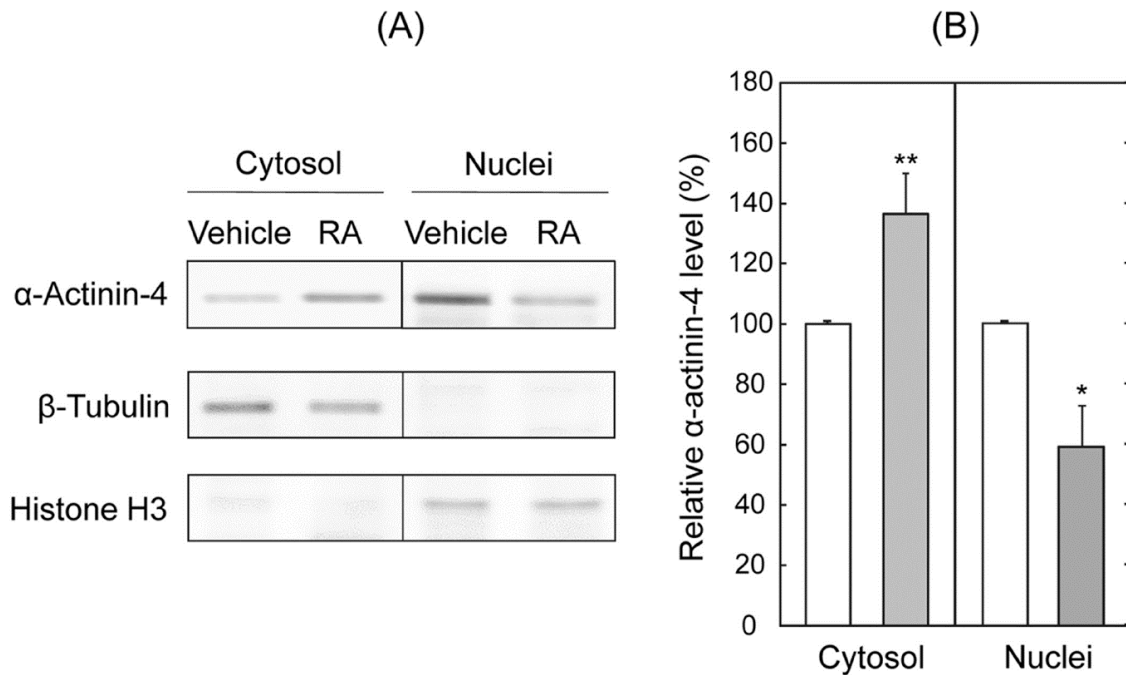 (A)
Cytosol Nuclei
Vehicle RA Vehicle RA
α-Actinin-4
β-Tubulin
Histone H3
(B)
Relative α-actinin-4 level (%)
180
160
140
120
100
80
60
40
20
0
**
*
Cytosol Nuclei